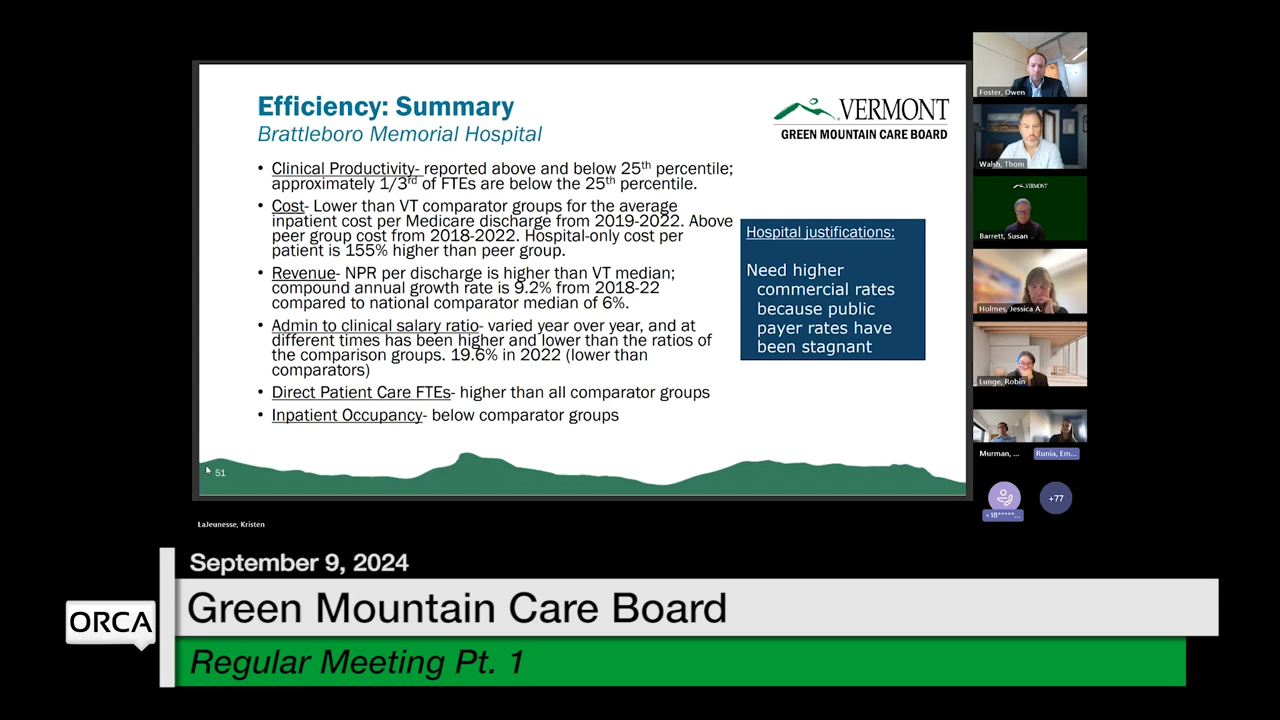 Efficiency: Summary
Brattleboro Memorial Hospital
VERMONT
GREEN MOUNTAIN CARE BOARD
• Clinical Productivity- reported above and below 25th percentile;
approximately 1/3rd of FTEs are below the 25th percentile.
• Cost- Lower than VT comparator groups for the average
inpatient cost per Medicare discharge from 2019-2022. Above
peer group cost from 2018-2022. Hospital-only cost per
patient is 155% higher than peer group.
• Revenue- NPR per discharge is higher than VT median;
compound annual growth rate is 9.2% from 2018-22
compared to national comparator median of 6%.
• Admin to clinical salary ratio- varied year over year, and at
different times has been higher and lower than the ratios of
the comparison groups. 19.6% in 2022 (lower than
comparators)
• Direct Patient Care FTEs- higher than all comparator groups
• Inpatient Occupancy- below comparator groups
Hospital justifications:
Need higher
commercial rates
because public
payer rates have
been stagnant
51
Foster, Owen
Walsh, Thom
VERMONT
Barrett, Susan
Holmes, Jessica A.
Lunge, Robin
Murman, ...
Runia, Em...
+18*****...
+77
LaJeunesse, Kristen
September 9, 2024
ORCA
Green Mountain Care Board
Regular Meeting Pt. 1